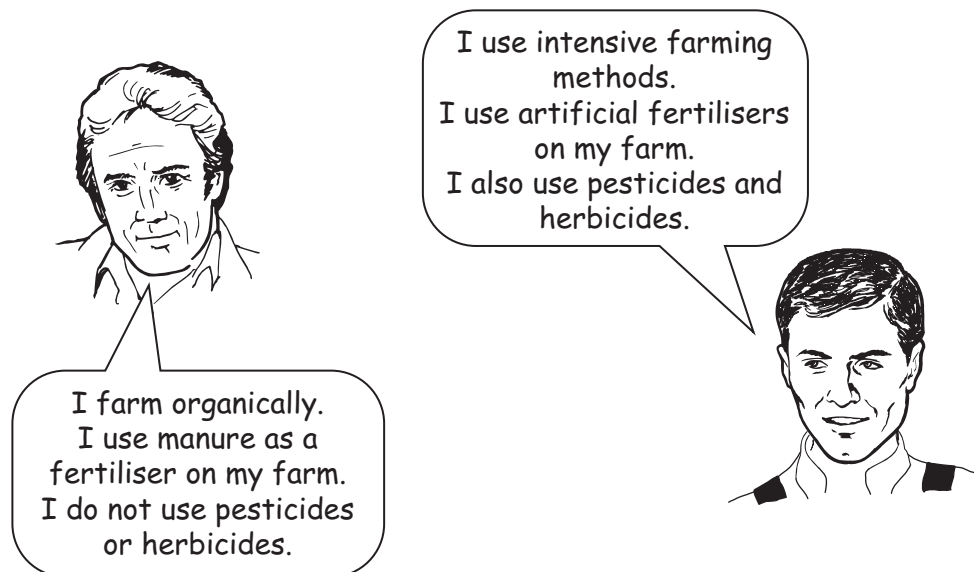 I use intensive farming
methods.
I use artificial fertilisers
on my farm.
I also use pesticides and
herbicides.
I farm organically.
I use manure as a
fertiliser on my farm.
I do not use pesticides
or herbicides.